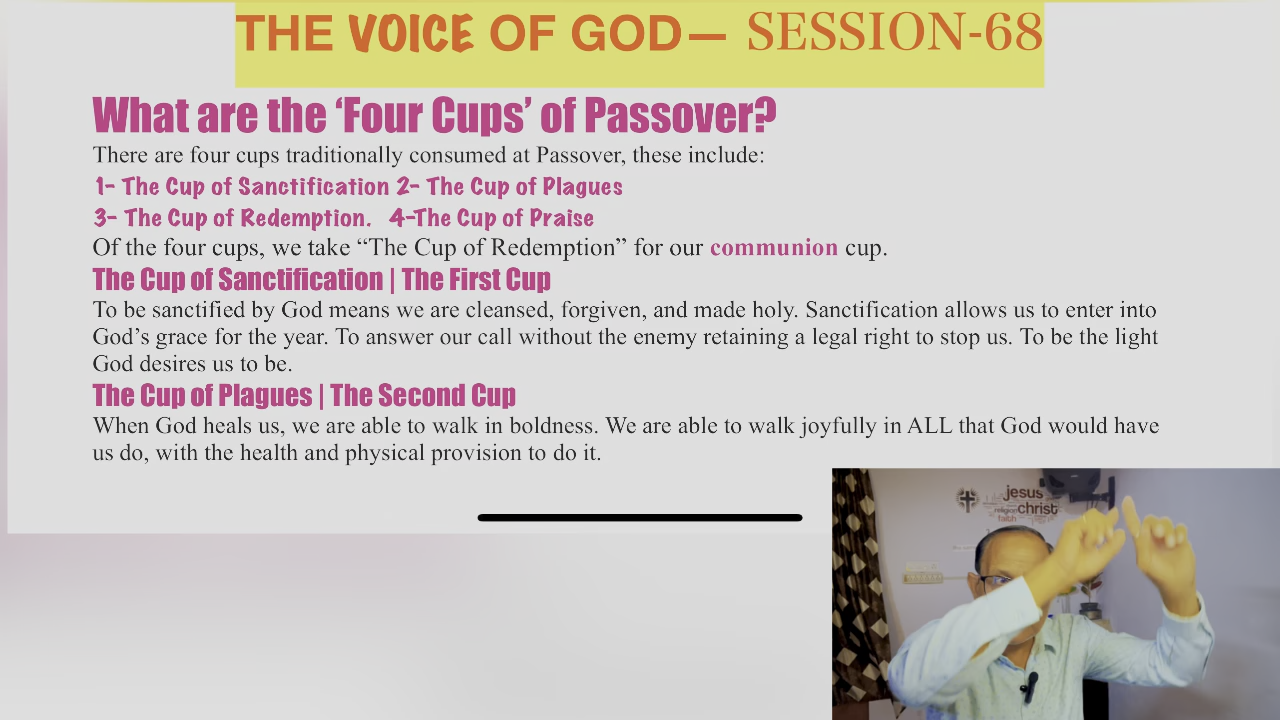 THE VOICE OF GOD— SESSION-68
What are the ‘Four Cups’ of Passover?
There are four cups traditionally consumed at Passover, these include:
1- The Cup of Sanctification 2- The Cup of Plagues
3- The Cup of Redemption. 4-The Cup of Praise
Of the four cups, we take “The Cup of Redemption” for our communion cup.
The Cup of Sanctification | The First Cup
To be sanctified by God means we are cleansed, forgiven, and made holy. Sanctification allows us to enter into
God’s grace for the year. To answer our call without the enemy retaining a legal right to stop us. To be the light
God desires us to be.
The Cup of Plagues | The Second Cup
When God heals us, we are able to walk in boldness. We are able to walk joyfully in ALL that God would have
us do, with the health and physical provision to do it.
jesus
religion christ
faith